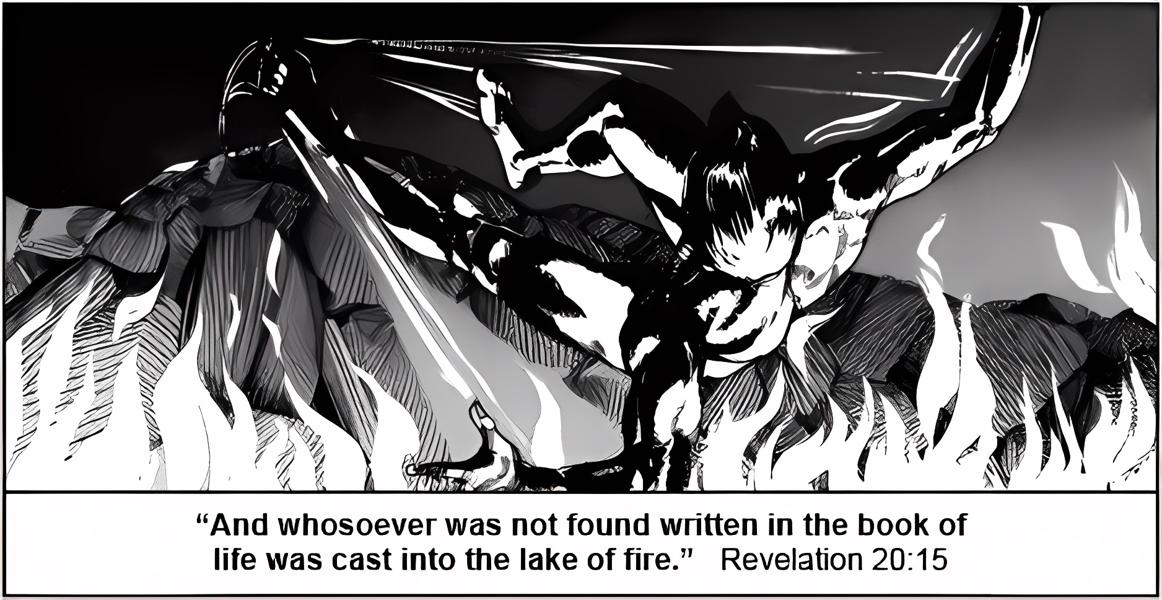 “And whosoever was not found written in the book of
life was cast into the lake of fire.” Revelation 20:15